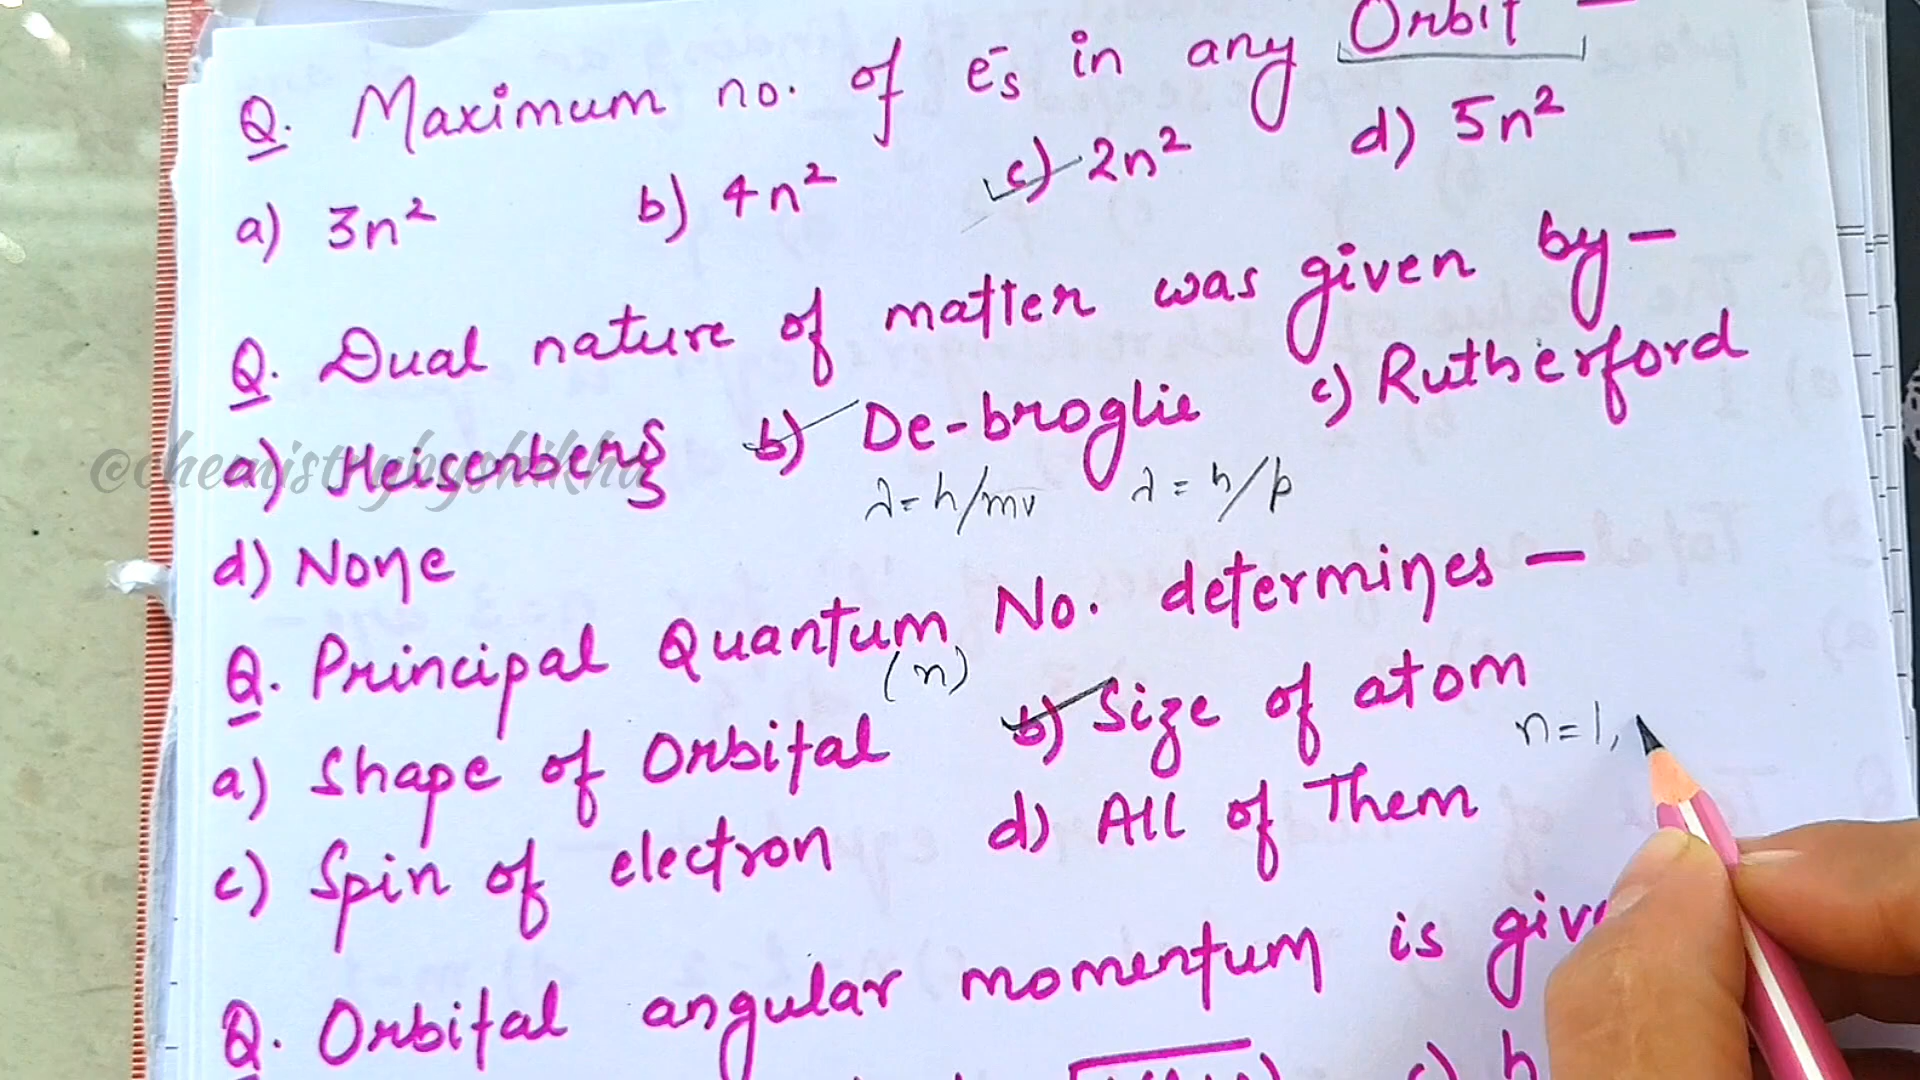 Q. Maximum no. of e⁻s in any Orbit —
a) 3n² b) 4n² c) 2n² d) 5n²
Q. Dual nature of matter was given by —
a) Heisenberg b) De-broglie c) Rutherford
λ = h/mv λ = h/p
d) None
Q. Principal Quantum No. determines —
(n)
a) Shape of Orbital b) Size of atom
n = 1,
c) Spin of electron d) All of Them
Q. Orbital angular momentum is giv
c) h
@chemistrybyshikha